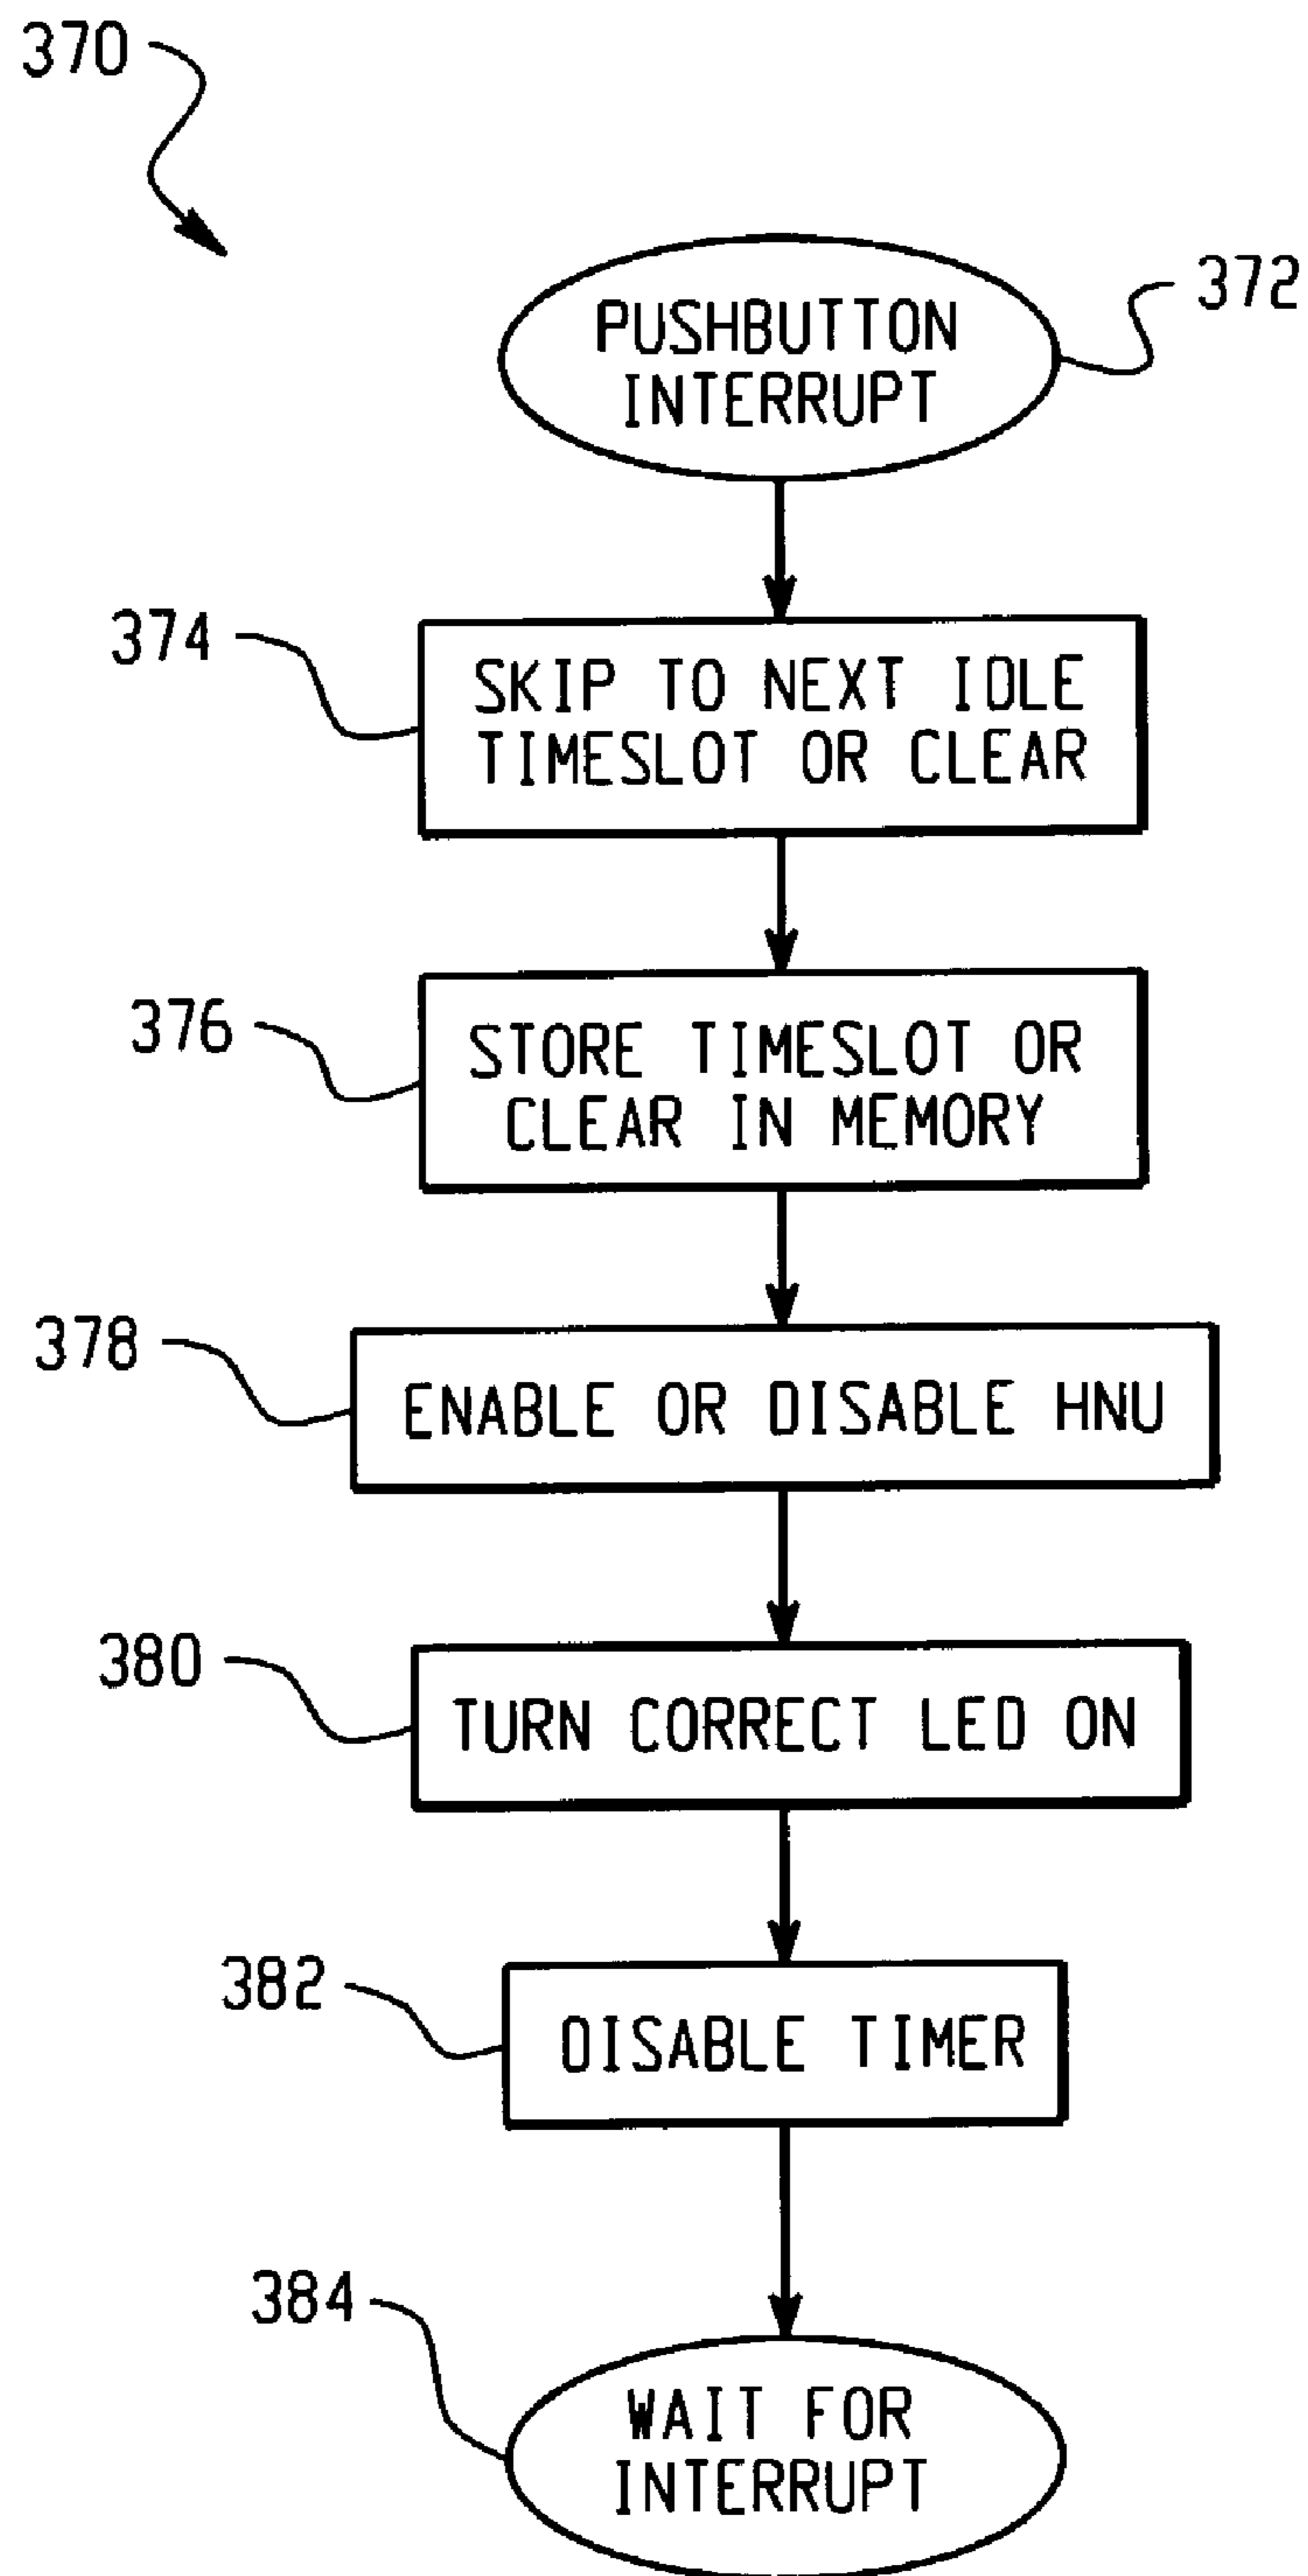 370
372
PUSHBUTTON
INTERRUPT
374
SKIP TO NEXT IDLE
TIMESLOT OR CLEAR
376
STORE TIMESLOT OR
CLEAR IN MEMORY
378
ENABLE OR DISABLE HNU
380
TURN CORRECT LED ON
382
DISABLE TIMER
384
WAIT FOR
INTERRUPT